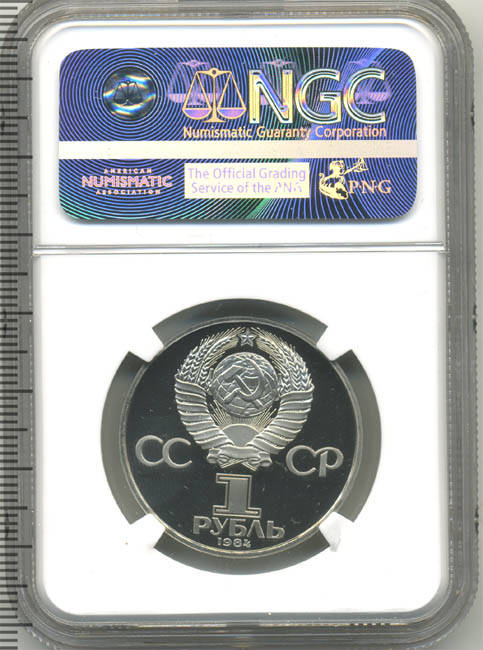 NGC
Numismatic Guaranty Corporation
AMERICAN
NUMISMATIC
ASSOCIATION
The Official Grading
Service of the PNG
PNG
СС СР
1
РУБЛЬ
1984